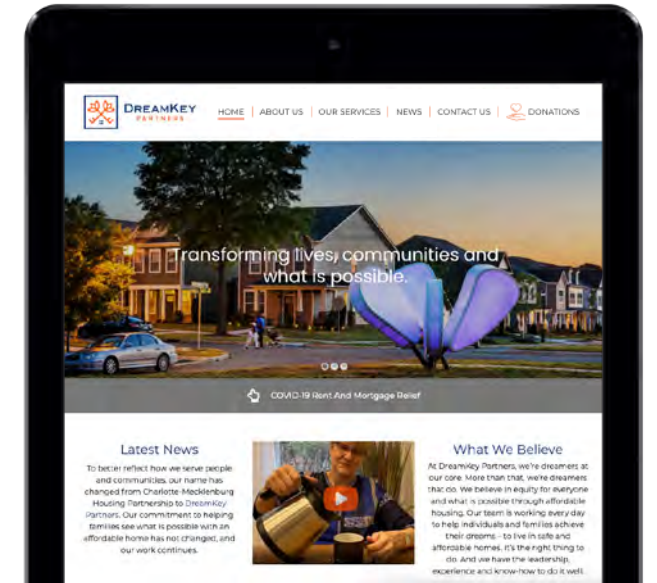 DREAMKEY
PARTNERS
HOME
ABOUT US
OUR SERVICES
NEWS
CONTACT US
DONATIONS
Transforming lives, communities and
what is possible.
COVID-19 Rent And Mortgage Relief
Latest News
To better reflect how we serve people
and communities, our name has
changed from Charlotte-Mecklenburg
Housing Partnership to DreamKey
Partners. Our commitment to helping
families see what is possible with an
affordable home has not changed, and
our work continues.
What We Believe
At DreamKey Partners, we're dreamers at
our core. More than that, we're dreamers
that do. We believe in equity for everyone
and what is possible through affordable
housing. Our team is working every day
to help individuals and families achieve
their dreams - to live in safe and
affordable homes. It's the right thing to
do. And we have the leadership,
experience and know-how to do it well.